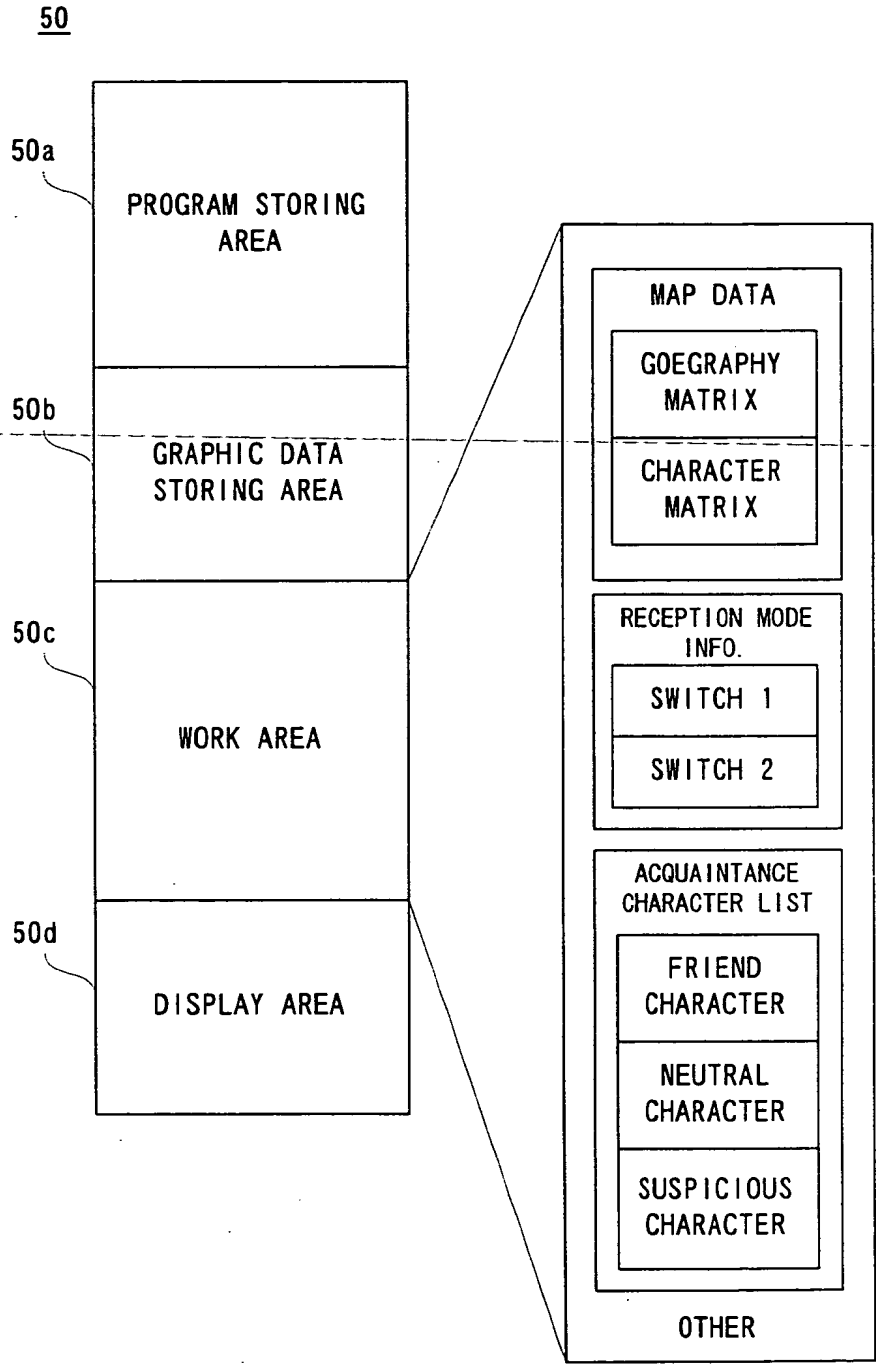 50
50a
PROGRAM STORING
AREA
50b
GRAPHIC DATA
STORING AREA
50c
WORK AREA
50d
DISPLAY AREA
MAP DATA
GOEGRAPHY
MATRIX
CHARACTER
MATRIX
RECEPTION MODE
INFO.
SWITCH 1
SWITCH 2
ACQUAINTANCE
CHARACTER LIST
FRIEND
CHARACTER
NEUTRAL
CHARACTER
SUSPICIOUS
CHARACTER
OTHER